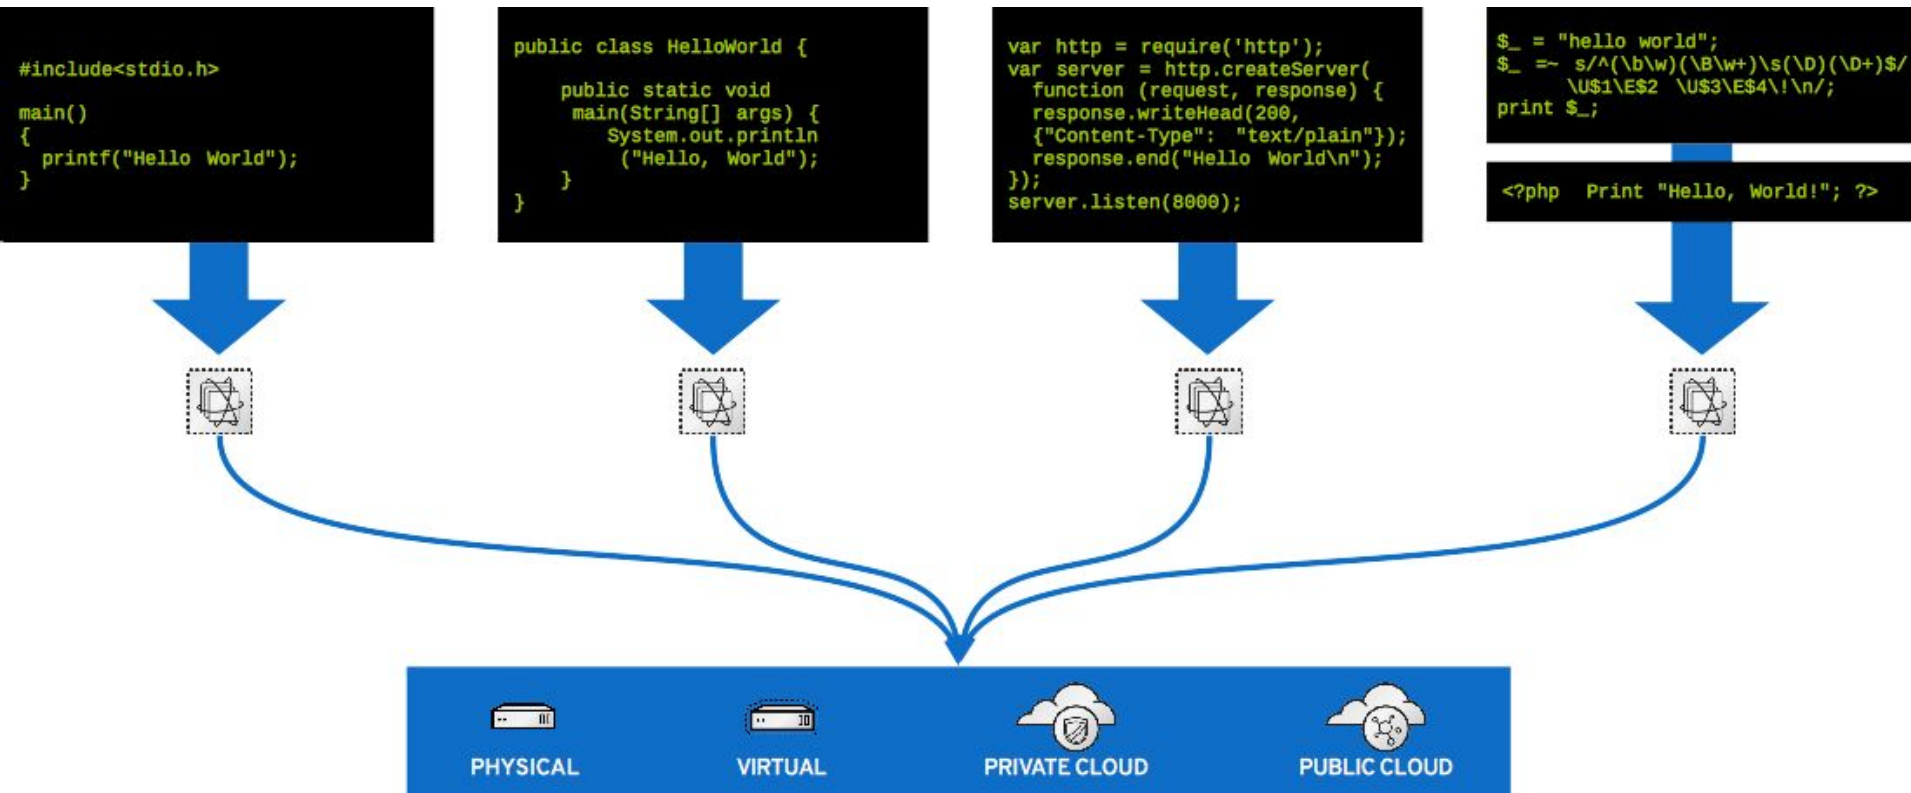 #include<stdio.h>
main()
{
printf("Hello World");
}
public class HelloWorld {
public static void
main(String[] args) {
System.out.println
("Hello, World");
}
}
var http = require('http');
var server = http.createServer(
function (request, response) {
response.writeHead(200,
{"Content-Type": "text/plain"});
response.end("Hello World\n");
});
server.listen(8000);
$_ = "hello world";
$_ =~ s/^(\b\w)(\B\w+)\s(\D)(\D+)$/
\U$1\E$2 \U$3\E$4\!\n/;
print $_;
<?php Print "Hello, World!"; ?>
PHYSICAL
VIRTUAL
PRIVATE CLOUD
PUBLIC CLOUD